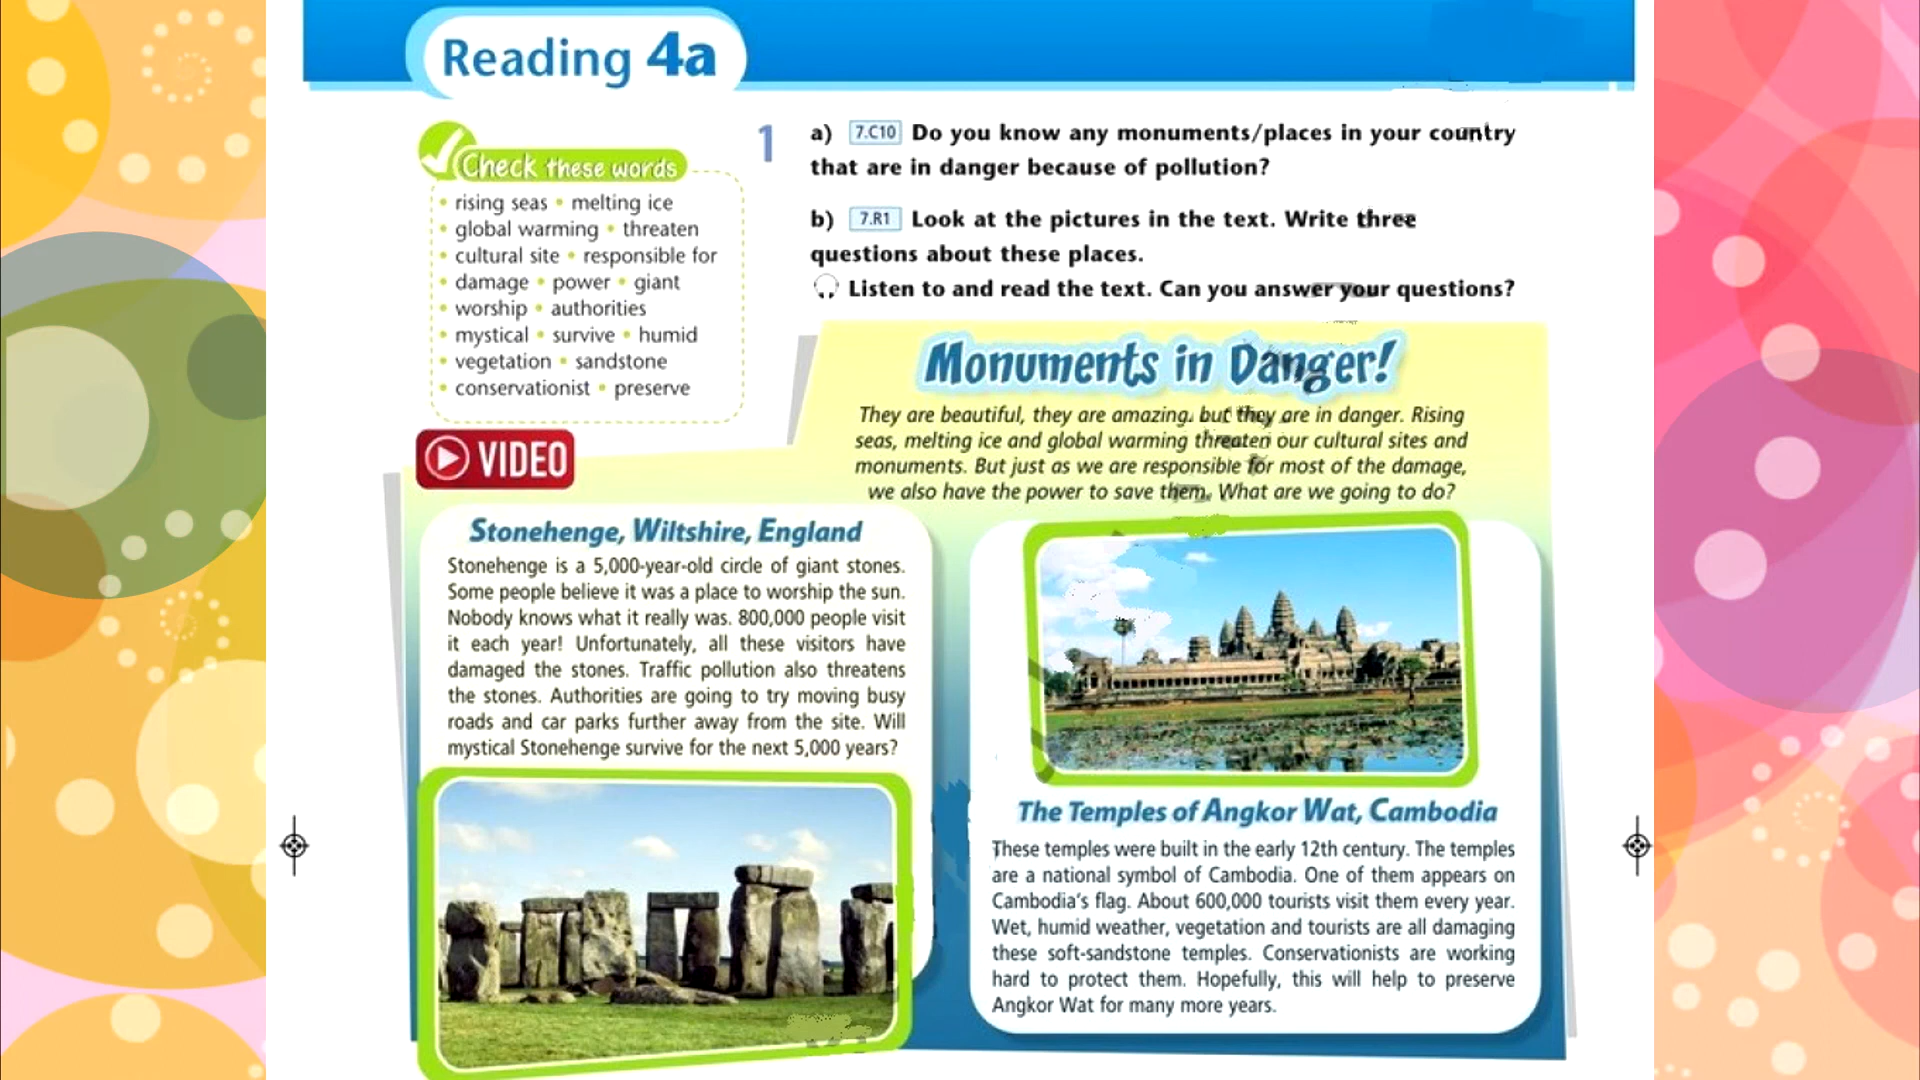 Reading 4a
Check these words
• rising seas • melting ice
• global warming • threaten
• cultural site • responsible for
• damage • power • giant
• worship • authorities
• mystical • survive • humid
• vegetation • sandstone
• conservationist • preserve
VIDEO
1
a) 7.C10 Do you know any monuments/places in your country
that are in danger because of pollution?
b) 7.R1 Look at the pictures in the text. Write three
questions about these places.
Listen to and read the text. Can you answer your questions?
Monuments in Danger!
They are beautiful, they are amazing, but they are in danger. Rising
seas, melting ice and global warming threaten our cultural sites and
monuments. But just as we are responsible for most of the damage,
we also have the power to save them. What are we going to do?
Stonehenge, Wiltshire, England
Stonehenge is a 5,000-year-old circle of giant stones.
Some people believe it was a place to worship the sun.
Nobody knows what it really was. 800,000 people visit
it each year! Unfortunately, all these visitors have
damaged the stones. Traffic pollution also threatens
the stones. Authorities are going to try moving busy
roads and car parks further away from the site. Will
mystical Stonehenge survive for the next 5,000 years?
The Temples of Angkor Wat, Cambodia
These temples were built in the early 12th century. The temples
are a national symbol of Cambodia. One of them appears on
Cambodia's flag. About 600,000 tourists visit them every year.
Wet, humid weather, vegetation and tourists are all damaging
these soft-sandstone temples. Conservationists are working
hard to protect them. Hopefully, this will help to preserve
Angkor Wat for many more years.